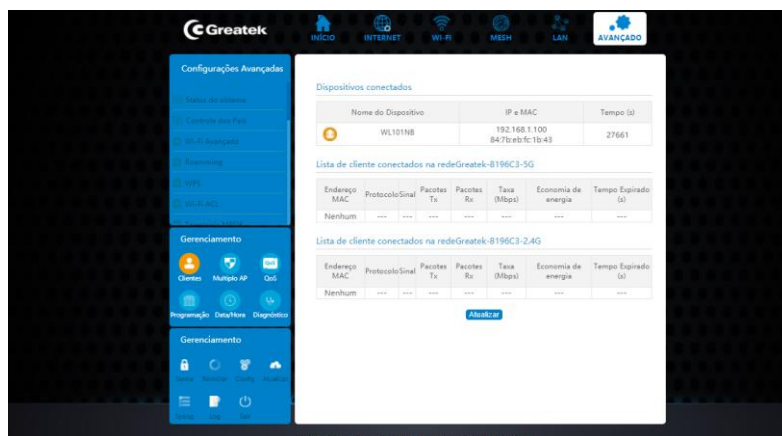 Greatek
INÍCIO
INTERNET
WI-FI
MESH
LAN
AVANÇADO
Configurações Avançadas
Status do sistema
Controle dos Pais
Wi-Fi Avançada
Roamming
WPS
Wi-Fi ACL
Gerenciamento
Clientes Multiplo AP QoS
Programação Data/Hora Diagnóstico
Gerenciamento
Dispositivos conectados
Nome do Dispositivo IP e MAC Tempo (s)
WL101NB 192.168.1.100 27661
84:7b:eb:fc:1b:43
Lista de cliente conectados na redeGreatek-8196C3-5G
Endereço MAC Protocolo Sinal Pacotes Tx Pacotes Rx Taxa (Mbps) Economia de energia Tempo Expirado (s)
Nenhum --- --- --- --- --- --- ---
Lista de cliente conectados na redeGreatek-8196C3-2,4G
Endereço MAC Protocolo Sinal Pacotes Tx Pacotes Rx Taxa (Mbps) Economia de energia Tempo Expirado (s)
Nenhum --- --- --- --- --- --- ---
Atualizar